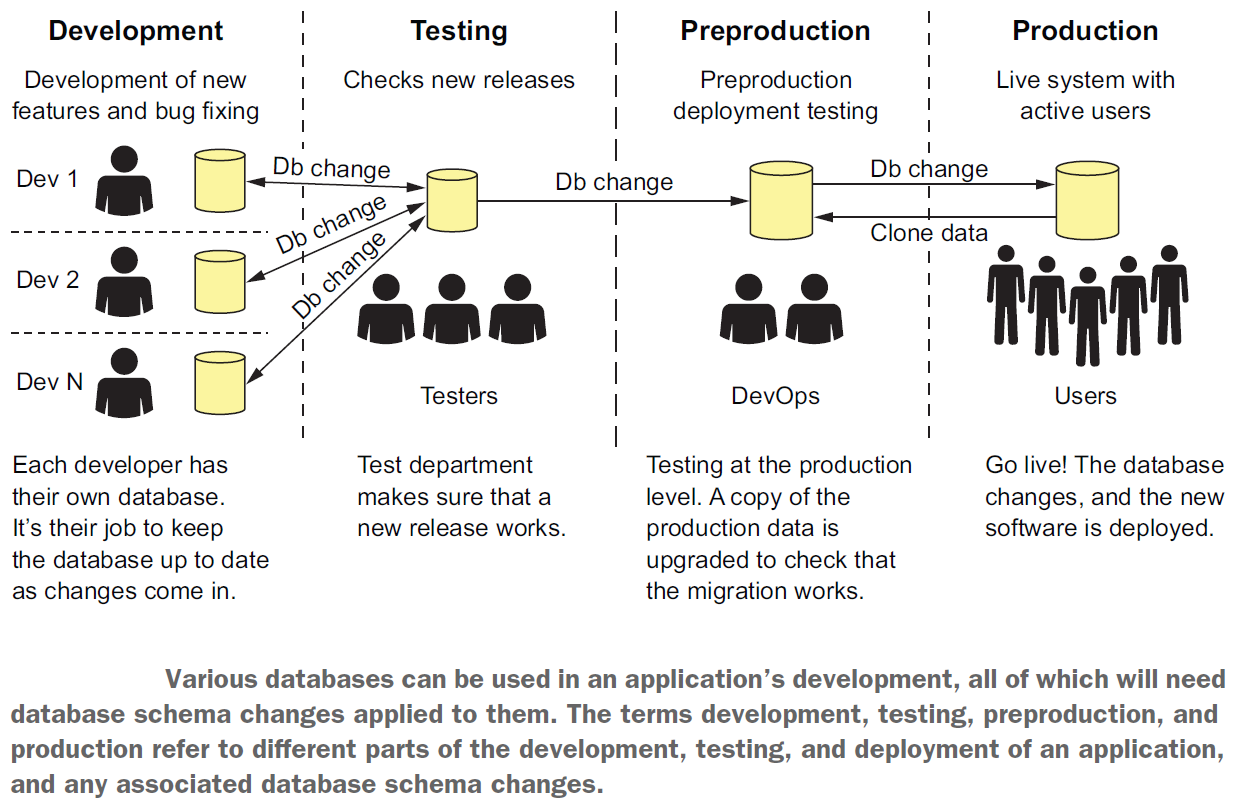 Development
Testing
Preproduction
Production
Development of new
features and bug fixing
Checks new releases
Preproduction
deployment testing
Live system with
active users
Dev 1
Db change
Db change
Db change
Dev 2
Db change
Db change
Clone data
Dev N
Testers
DevOps
Users
Each developer has
their own database.
It’s their job to keep
the database up to date
as changes come in.
Test department
makes sure that a
new release works.
Testing at the production
level. A copy of the
production data is
upgraded to check that
the migration works.
Go live! The database
changes, and the new
software is deployed.
Various databases can be used in an application’s development, all of which will need
database schema changes applied to them. The terms development, testing, preproduction, and
production refer to different parts of the development, testing, and deployment of an application,
and any associated database schema changes.